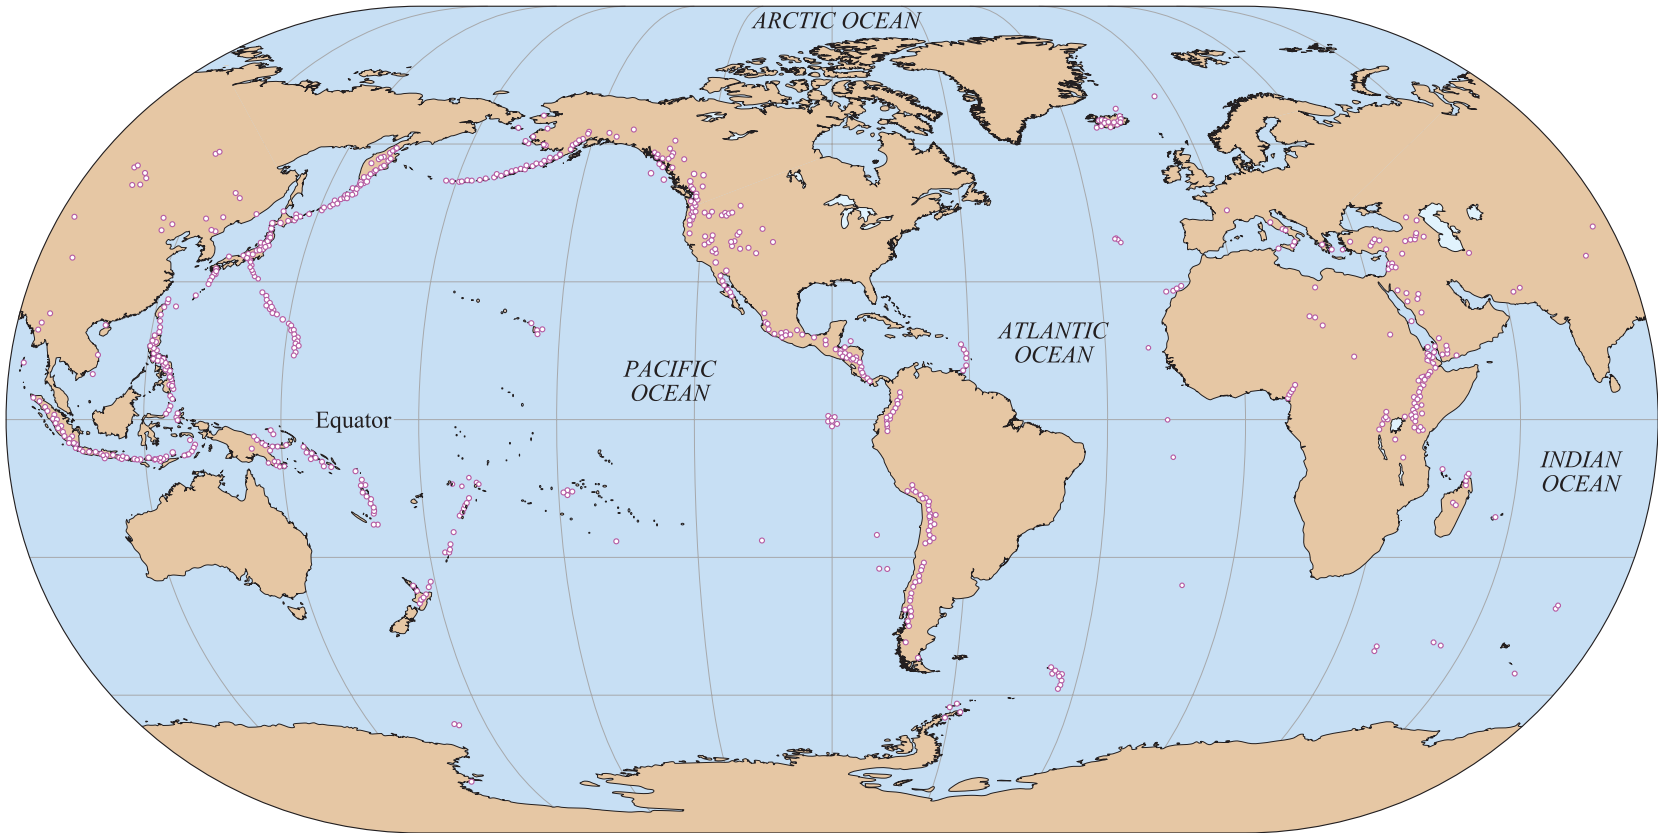 ARCTIC OCEAN
ATLANTIC
OCEAN
PACIFIC
OCEAN
Equator
INDIAN
OCEAN